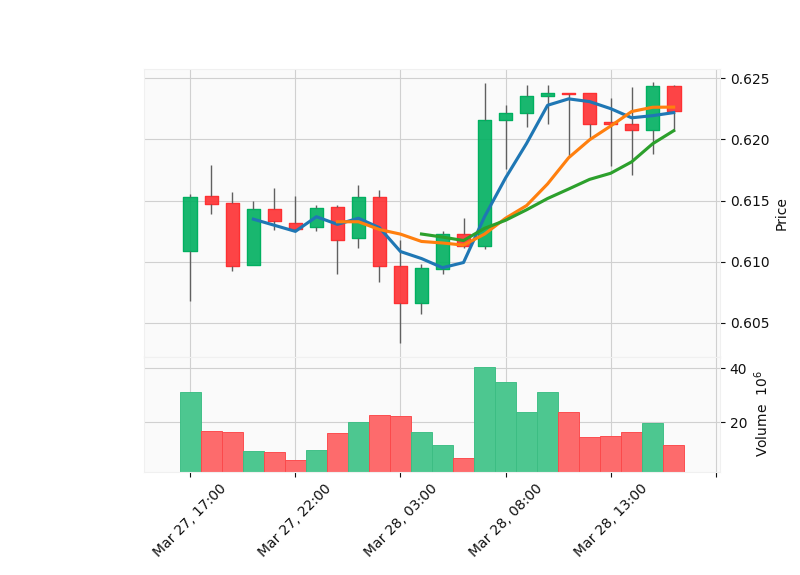 0.625
0.620
0.615
0.610
0.605
Price
40
20
Volume 10^6
Mar 27, 17:00
Mar 27, 22:00
Mar 28, 03:00
Mar 28, 08:00
Mar 28, 13:00